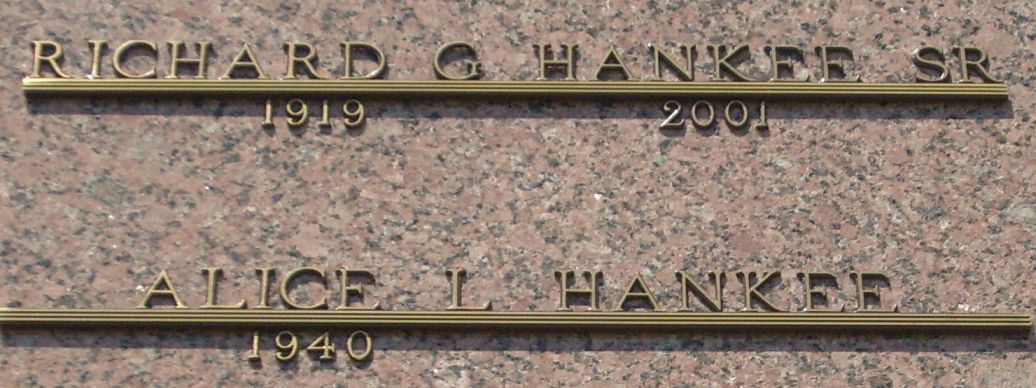 RICHARD G HANKEE SR
1919 2001
ALICE L HANKEE
1940